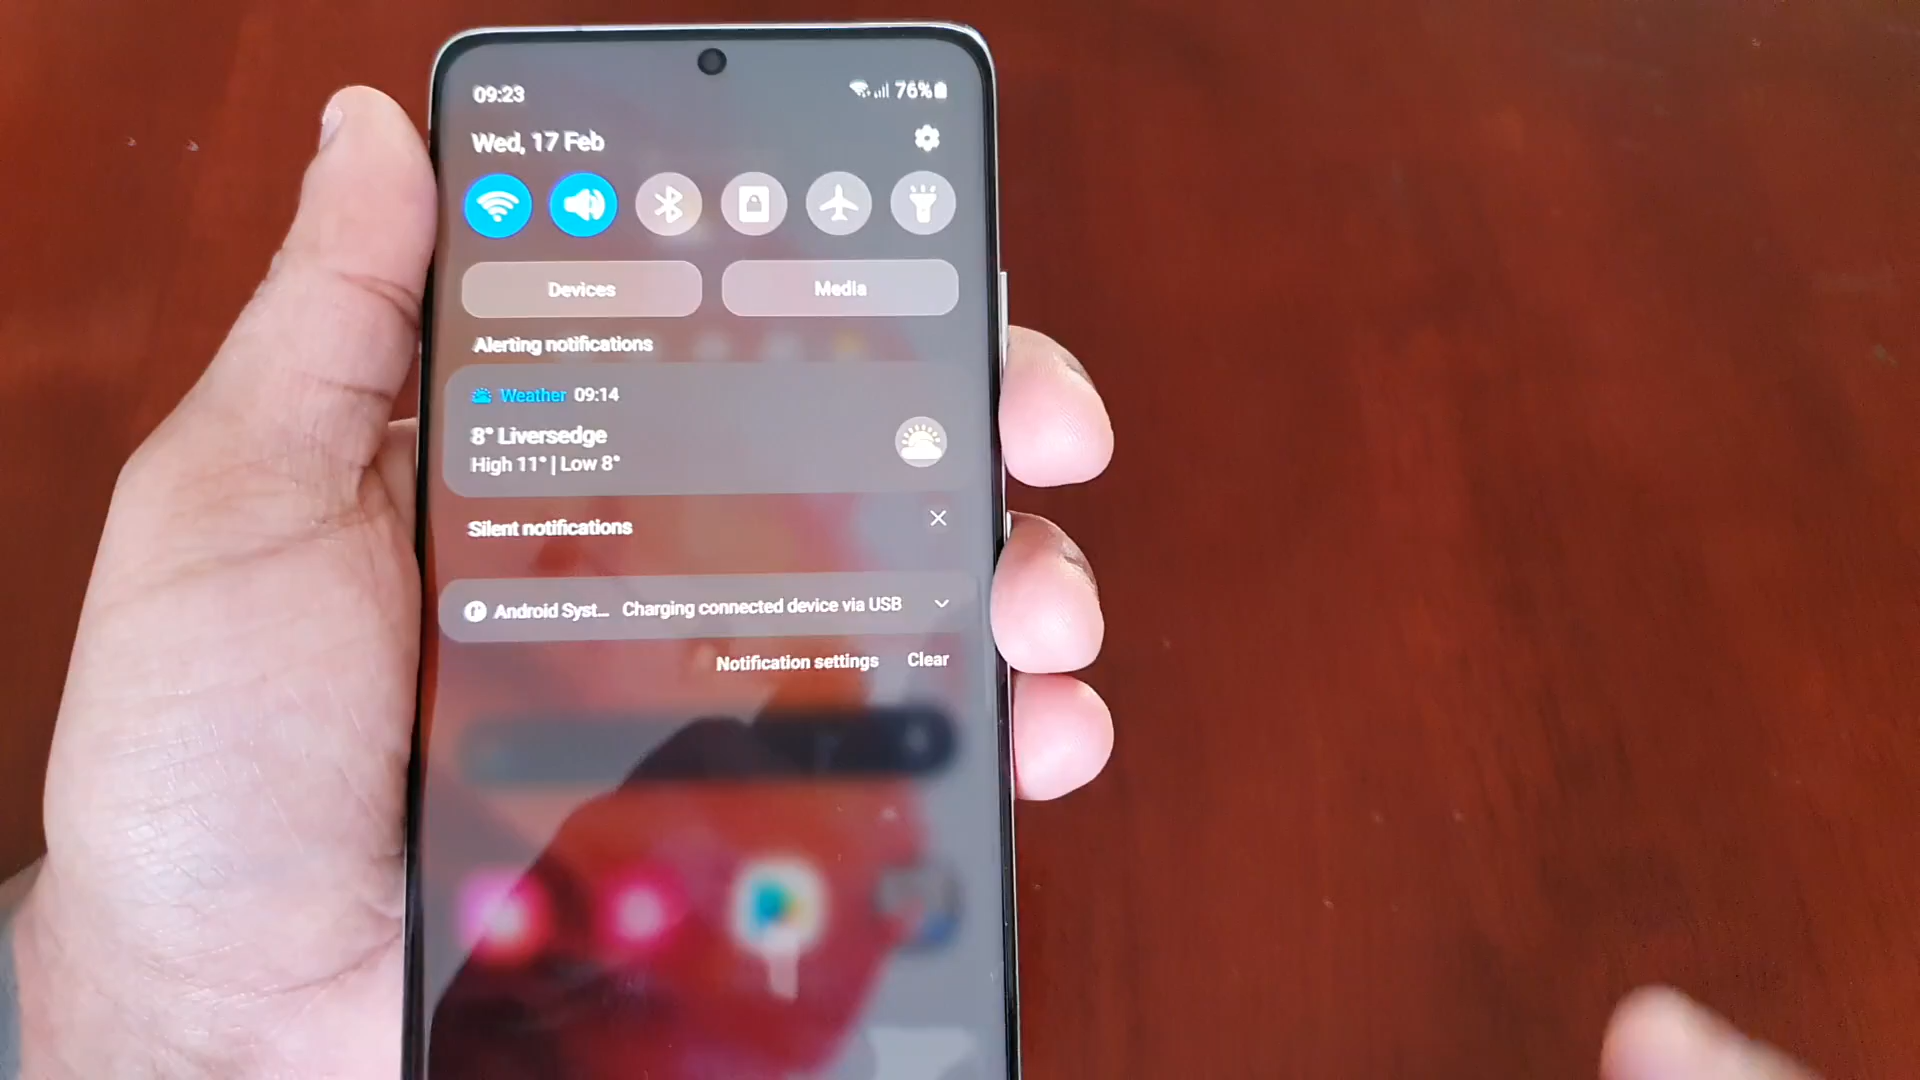 09:23
76%
Wed, 17 Feb
Devices
Media
Alerting notifications
Weather 09:14
8° Liversedge
High 11° | Low 8°
Silent notifications
Android Syst... Charging connected device via USB
Notification settings Clear